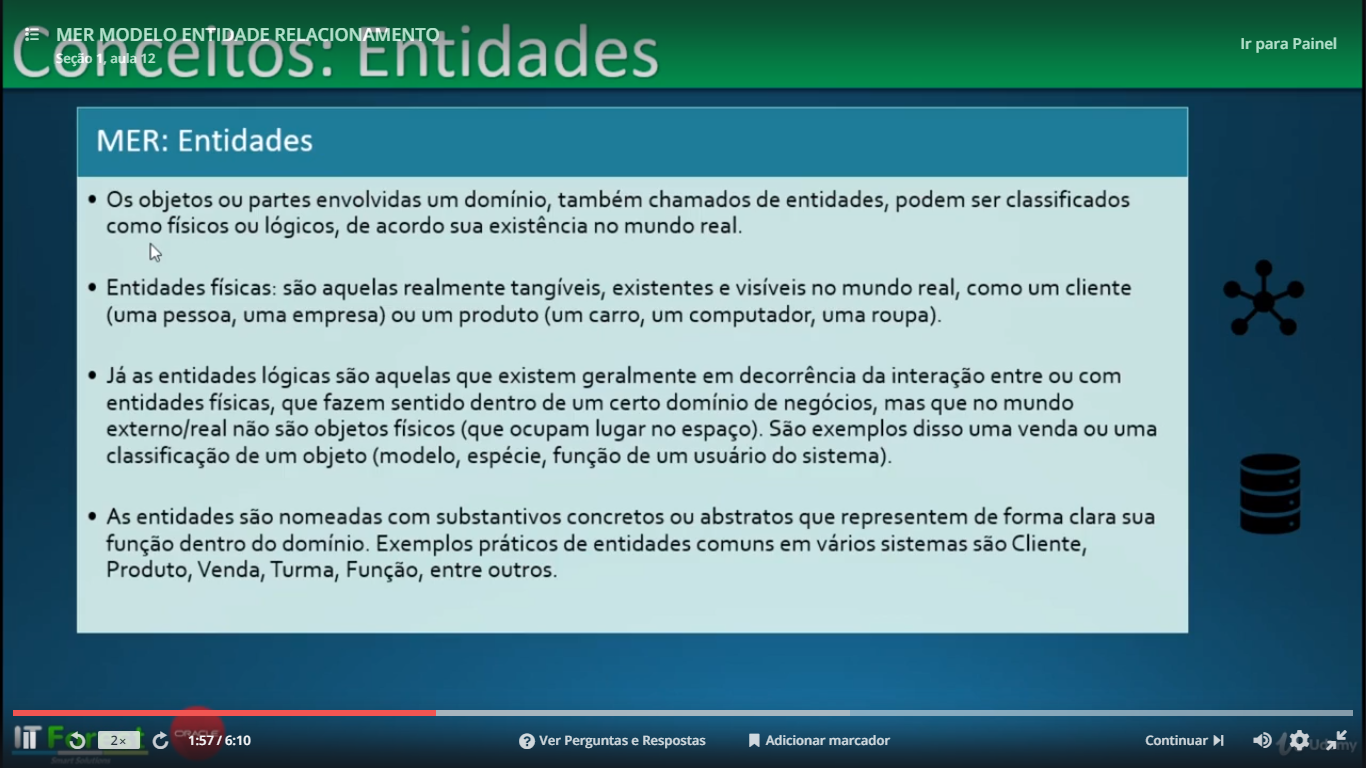 MER MODELO ENTIDADE RELACIONAMENTO
Conceitos: Entidades
Seção 1, aula 12
Ir para Painel
MER: Entidades
• Os objetos ou partes envolvidas um domínio, também chamados de entidades, podem ser classificados
como físicos ou lógicos, de acordo sua existência no mundo real.
• Entidades físicas: são aquelas realmente tangíveis, existentes e visíveis no mundo real, como um cliente
(uma pessoa, uma empresa) ou um produto (um carro, um computador, uma roupa).
• Já as entidades lógicas são aquelas que existem geralmente em decorrência da interação entre ou com
entidades físicas, que fazem sentido dentro de um certo domínio de negócios, mas que no mundo
externo/real não são objetos físicos (que ocupam lugar no espaço). São exemplos disso uma venda ou uma
classificação de um objeto (modelo, espécie, função de um usuário do sistema).
• As entidades são nomeadas com substantivos concretos ou abstratos que representem de forma clara sua
função dentro do domínio. Exemplos práticos de entidades comuns em vários sistemas são Cliente,
Produto, Venda, Turma, Função, entre outros.
IT
ORACLE
Smart Solutions
2×
1:57 / 6:10
Ver Perguntas e Respostas
Adicionar marcador
Continuar
Udemy